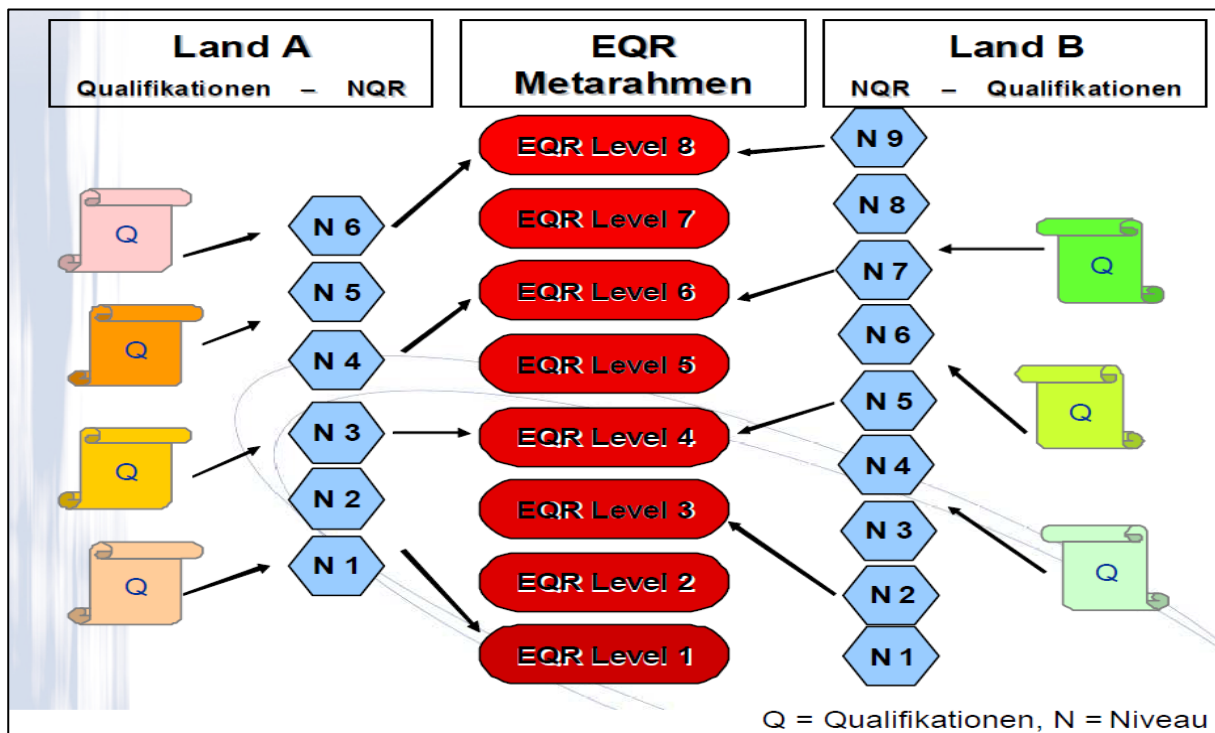 Land A
Qualifikationen – NQR
EQR
Metarahmen
Land B
NQR – Qualifikationen
Q
Q
Q
Q
N 6
N 5
N 4
N 3
N 2
N 1
EQR Level 8
EQR Level 7
EQR Level 6
EQR Level 5
EQR Level 4
EQR Level 3
EQR Level 2
EQR Level 1
N 9
N 8
N 7
N 6
N 5
N 4
N 3
N 2
N 1
Q
Q
Q
Q = Qualifikationen, N = Niveau